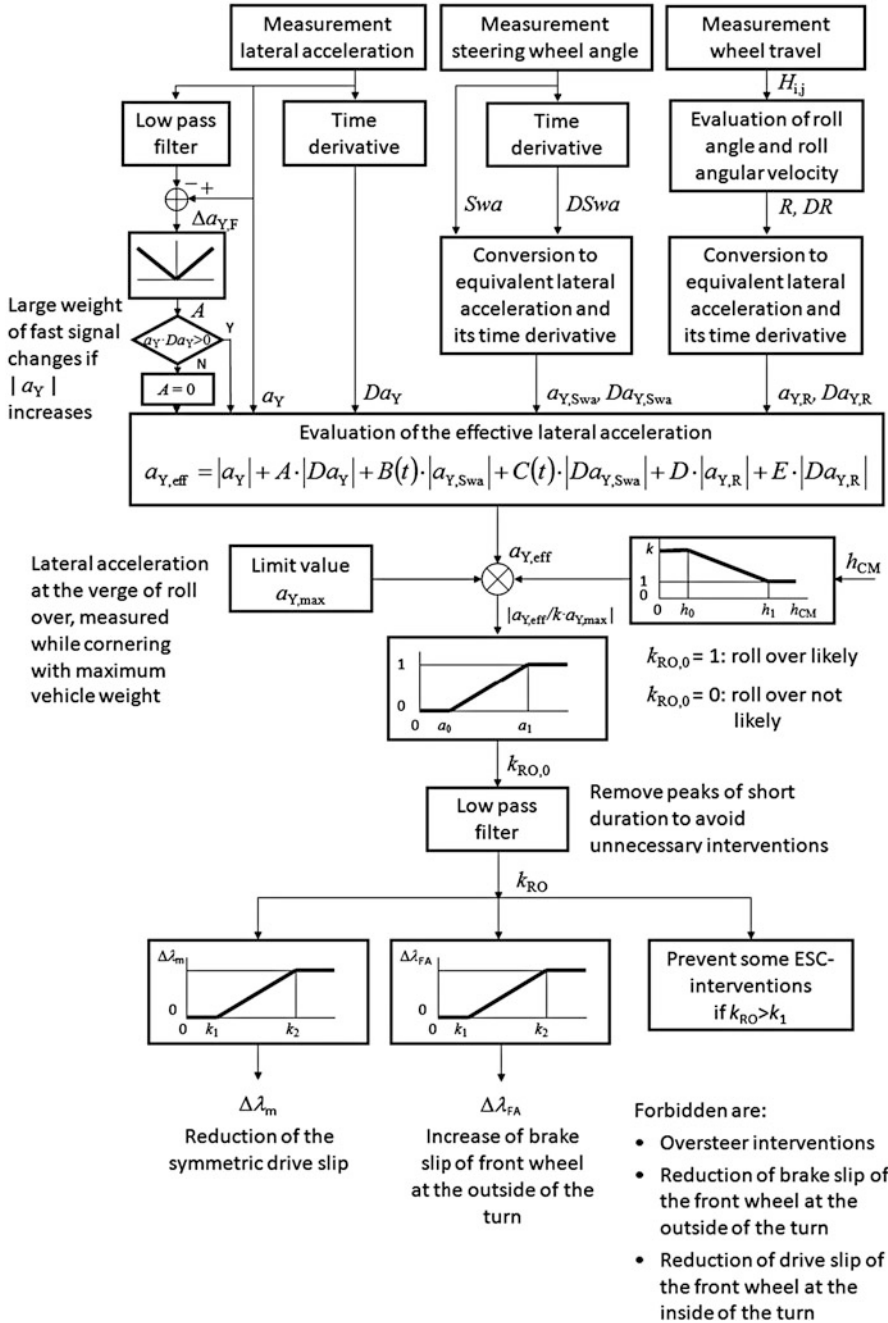 Measurement
lateral acceleration
Measurement
steering wheel angle
Measurement
wheel travel
H_i,j
Low pass
filter
Time
derivative
Time
derivative
Evaluation of roll
angle and roll
angular velocity
− +
Δa_Y,F
Swa
DSwa
R, DR
Conversion to
equivalent lateral
acceleration and
its time derivative
Conversion to
equivalent lateral
acceleration and
its time derivative
Large weight
of fast signal
changes if
| a_Y |
increases
A
a_Y·Da_Y>0
Y
N
A = 0
a_Y
Da_Y
a_Y,Swa, Da_Y,Swa
a_Y,R, Da_Y,R
Evaluation of the effective lateral acceleration
a_Y,eff = |a_Y| + A·|Da_Y| + B(t)·|a_Y,Swa| + C(t)·|Da_Y,Swa| + D·|a_Y,R| + E·|Da_Y,R|
Lateral acceleration
at the verge of roll
over, measured
while cornering
with maximum
vehicle weight
Limit value
a_Y,max
a_Y,eff
k
1
0
0 h_0 h_1 h_CM
h_CM
|a_Y,eff/k·a_Y,max|
1
0
0 a_0 a_1
k_RO,0 = 1: roll over likely
k_RO,0 = 0: roll over not
likely
k_RO,0
Low pass
filter
Remove peaks of short
duration to avoid
unnecessary interventions
k_RO
Δλ_m
0
0 k_1 k_2
Δλ_FA
0
0 k_1 k_2
Prevent some ESC-
interventions
if k_RO>k_1
Δλ_m
Reduction of the
symmetric drive slip
Δλ_FA
Increase of brake
slip of front wheel
at the outside of the
turn
Forbidden are:
• Oversteer interventions
• Reduction of brake slip of
the front wheel at the
outside of the turn
• Reduction of drive slip of
the front wheel at the
inside of the turn